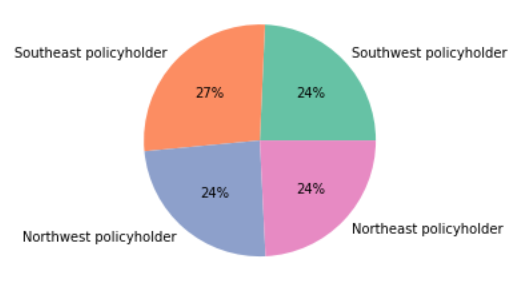 Southeast policyholder
Southwest policyholder
27%
24%
24%
24%
Northwest policyholder
Northeast policyholder